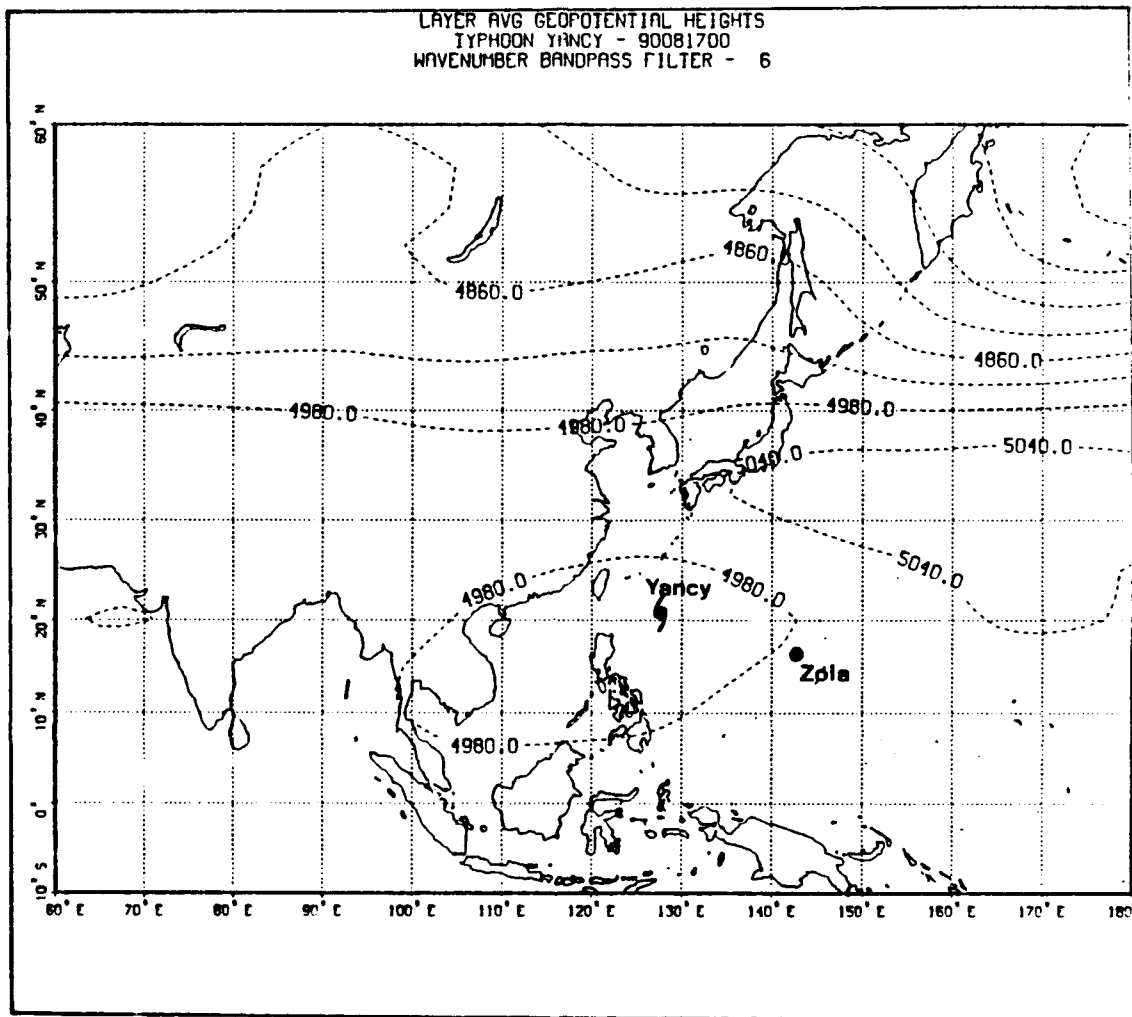 LAYER AVG GEOPOTENTIAL HEIGHTS
TYPHOON YANCY - 90081700
WAVENUMBER BANDPASS FILTER - 6
60° N
50° N
40° N
30° N
20° N
10° N
0° N
10° S
60° E
70° E
80° E
90° E
100° E
110° E
120° E
130° E
140° E
150° E
160° E
170° E
180
4860.0
4860.0
4860.0
4980.0
4980.0
4980.0
5040.0
5040.0
5040.0
4980.0
4980.0
4980.0
Yancy
Zola